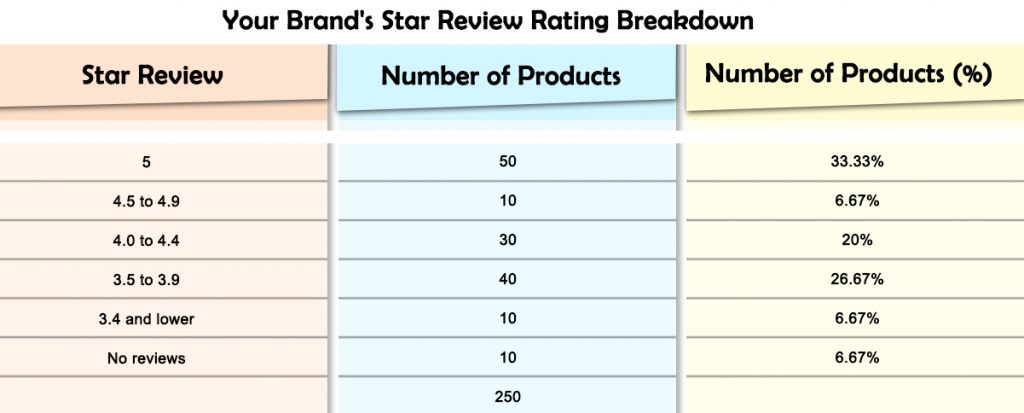 Your Brand's Star Review Rating Breakdown
Star Review Number of Products Number of Products (%)
5 50 33.33%
4.5 to 4.9 10 6.67%
4.0 to 4.4 30 20%
3.5 to 3.9 40 26.67%
3.4 and lower 10 6.67%
No reviews 10 6.67%
250